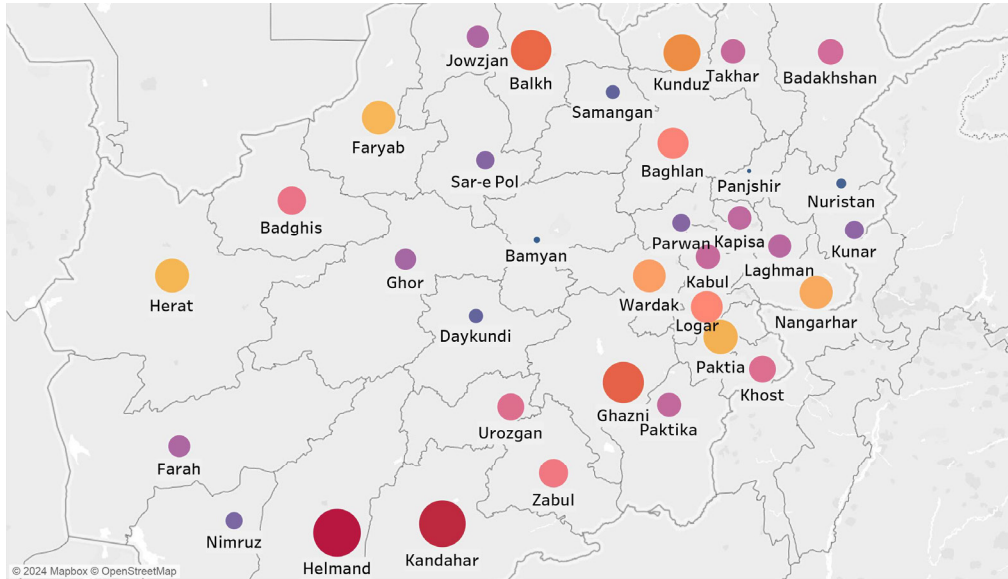 Jowzjan
Balkh
Kunduz
Takhar
Badakhshan
Samangan
Faryab
Baghlan
Sar-e Pol
Panjshir
Nuristan
Badghis
Parwan
Kapisa
Kunar
Bamyan
Laghman
Ghor
Kabul
Herat
Wardak
Nangarhar
Logar
Daykundi
Paktia
Khost
Ghazni
Paktika
Urozgan
Farah
Zabul
Nimruz
Kandahar
Helmand
© 2024 Mapbox © OpenStreetMap